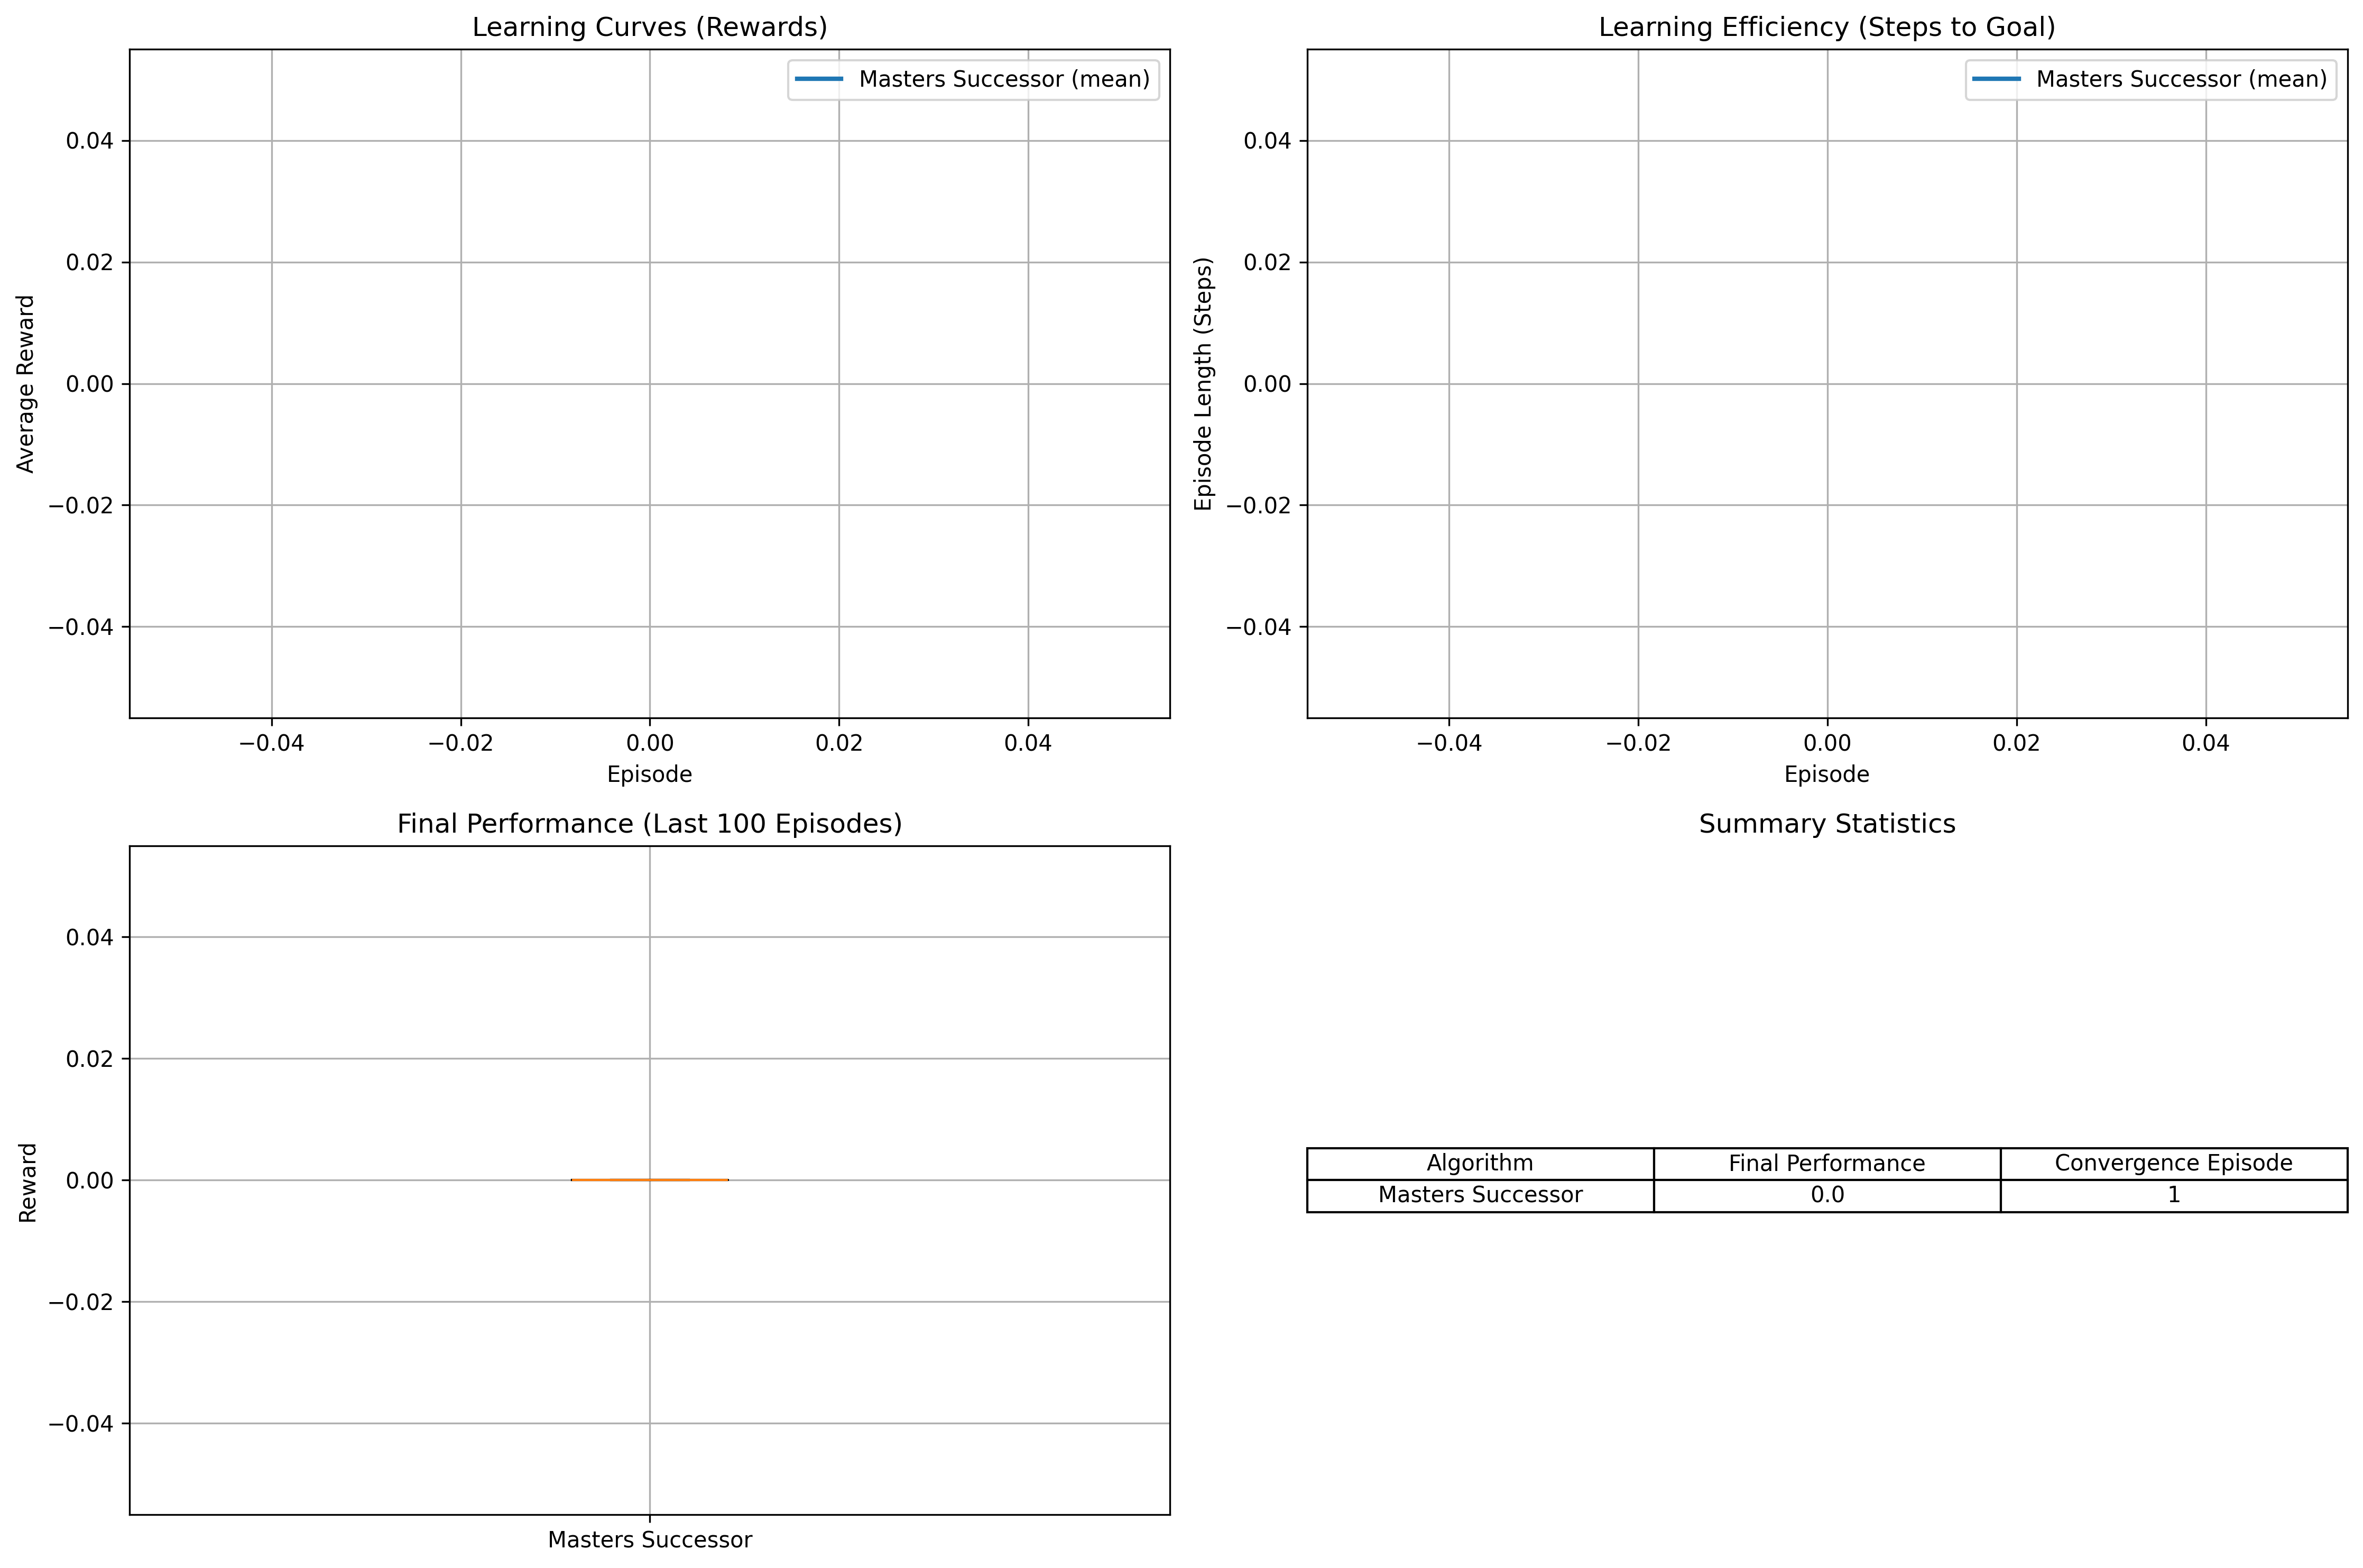 Learning Curves (Rewards)
Masters Successor (mean)
Average Reward
0.04
0.02
0.00
−0.02
−0.04
−0.04 −0.02 0.00 0.02 0.04
Episode
Learning Efficiency (Steps to Goal)
Masters Successor (mean)
Episode Length (Steps)
0.04
0.02
0.00
−0.02
−0.04
−0.04 −0.02 0.00 0.02 0.04
Episode
Final Performance (Last 100 Episodes)
Reward
0.04
0.02
0.00
−0.02
−0.04
Masters Successor
Summary Statistics
Algorithm Final Performance Convergence Episode
Masters Successor 0.0 1